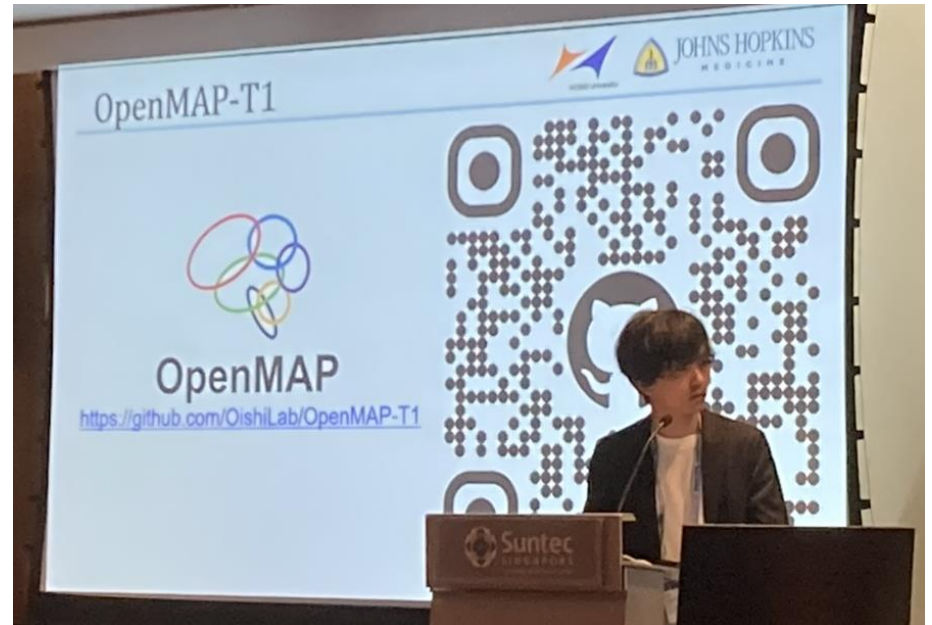 OpenMAP-T1
JOHNS HOPKINS
MEDICINE
OpenMAP
https://github.com/OishiLab/OpenMAP-T1
Suntec
SINGAPORE